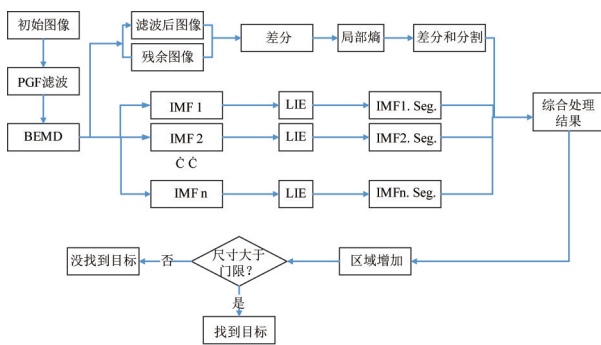 初始图像
PGF滤波
BEMD
滤波后图像
残余图像
差分
局部熵
差分和分割
IMF 1
LIE
IMF1. Seg.
IMF 2
LIE
IMF2. Seg.
Ċ Ċ
IMF n
LIE
IMFn. Seg.
综合处理
结果
区域增加
尺寸大于
门限?
否
没找到目标
是
找到目标